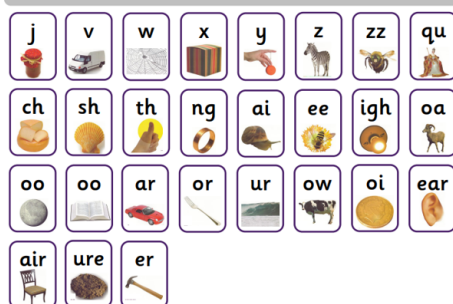 j v w x y z zz qu
ch sh th ng ai ee igh oa
oo oo ar or ur ow oi ear
air ure er